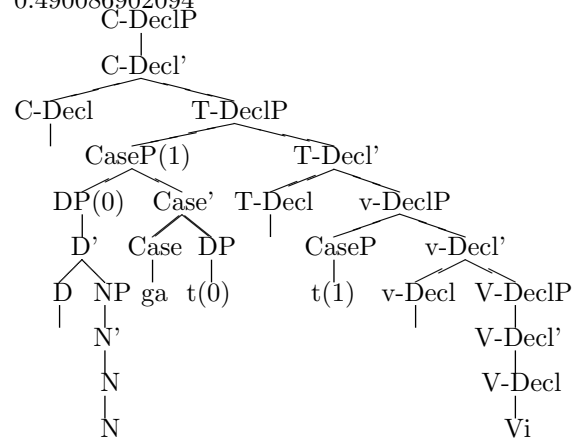 0.490086902094
C-DeclP
C-Decl'
C-Decl T-DeclP
CaseP(1) T-Decl'
DP(0) Case' T-Decl v-DeclP
D' Case DP CaseP v-Decl'
D NP ga t(0) t(1) v-Decl V-DeclP
N' V-Decl'
N V-Decl
N Vi